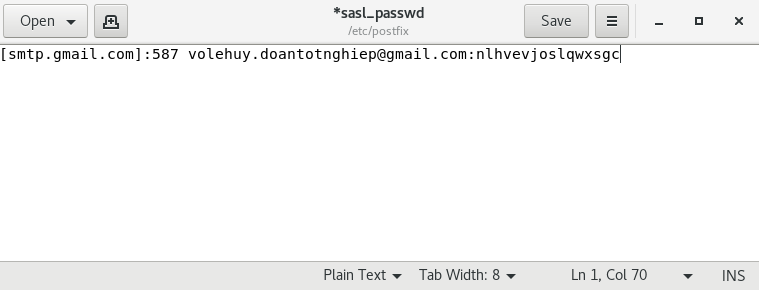 Open
*sasl_passwd
/etc/postfix
Save
[smtp.gmail.com]:587 volehuy.doantotnghiep@gmail.com:nlhvevjoslqwxsgc
Plain Text Tab Width: 8 Ln 1, Col 70 INS